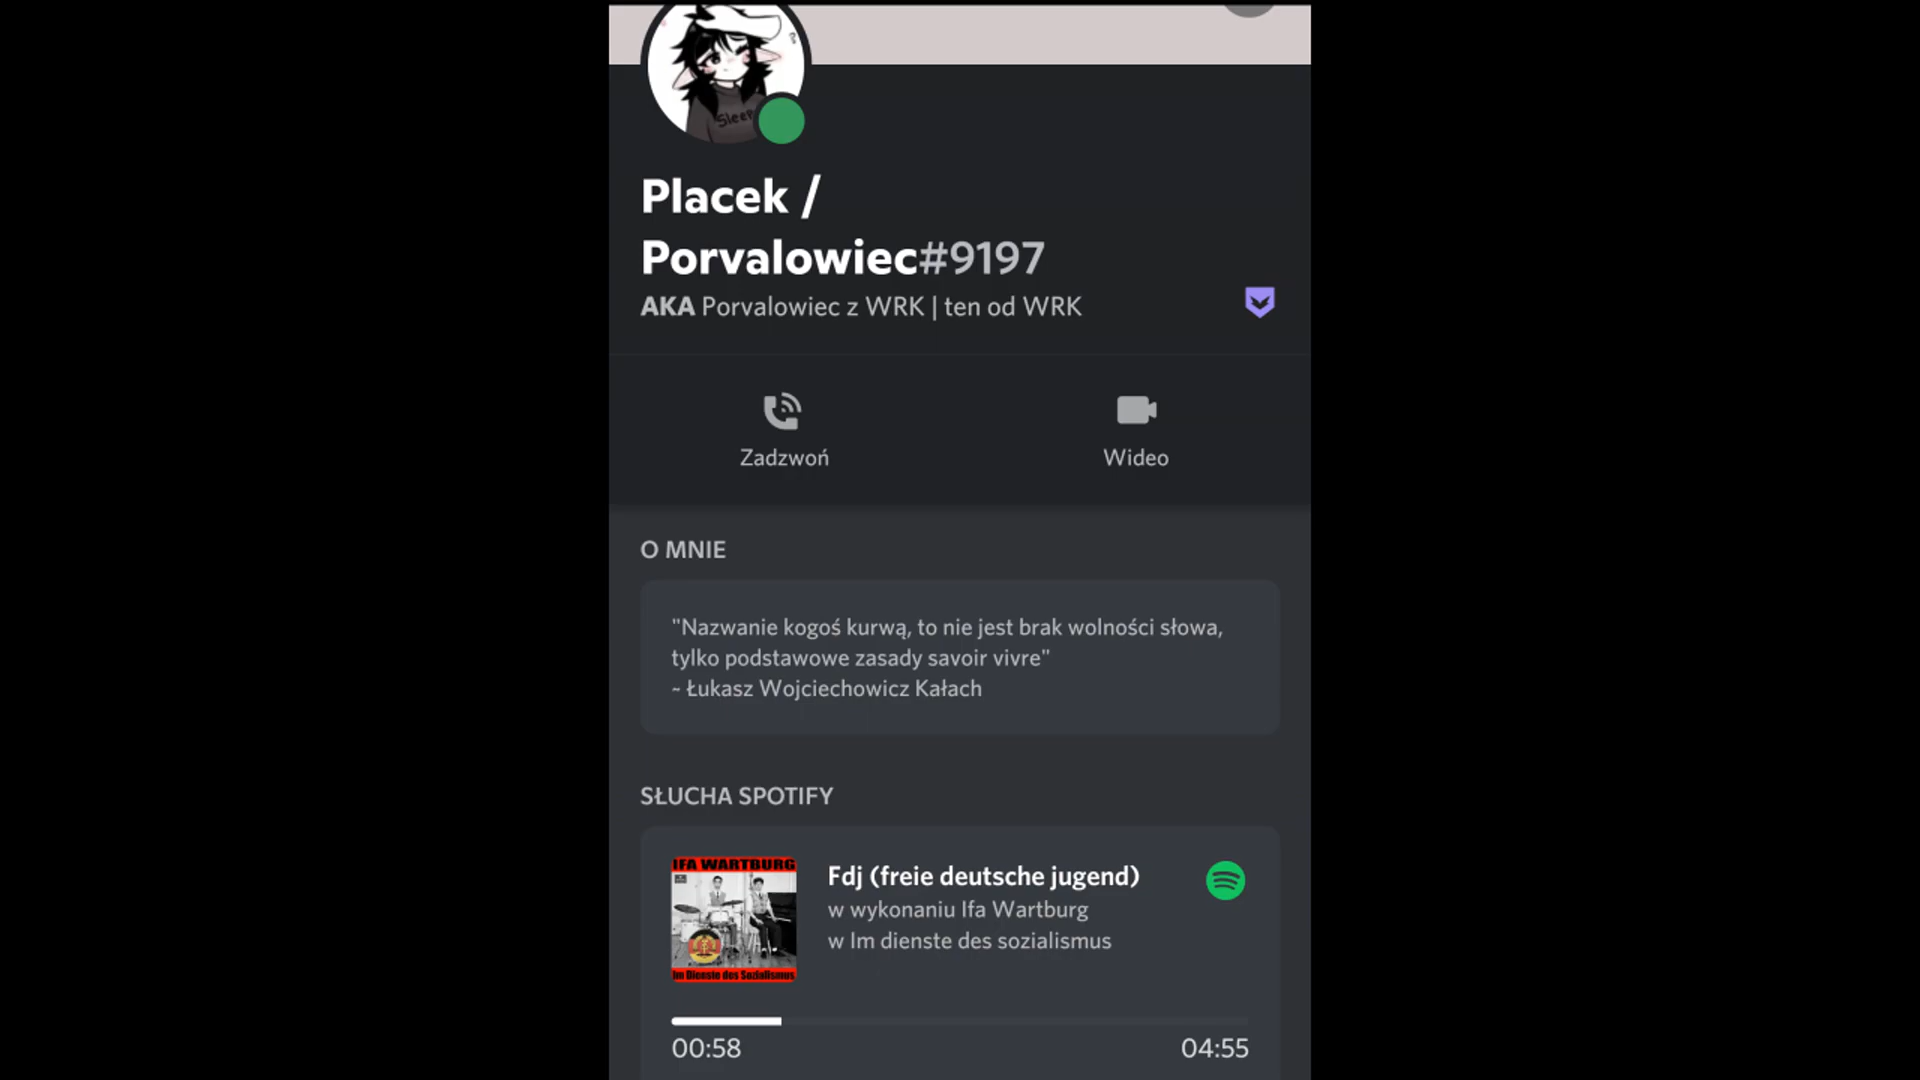 Sleep
Placek /
Porvalowiec#9197
AKA Porvalowiec z WRK | ten od WRK
Zadzwoń
Wideo
O MNIE
"Nazwanie kogoś kurwą, to nie jest brak wolności słowa,
tylko podstawowe zasady savoir vivre"
~ Łukasz Wojciechowicz Kałach
SŁUCHA SPOTIFY
IFA WARTBURG
Im Dienste des Sozialismus
Fdj (freie deutsche jugend)
w wykonaniu Ifa Wartburg
w Im dienste des sozialismus
00:58
04:55